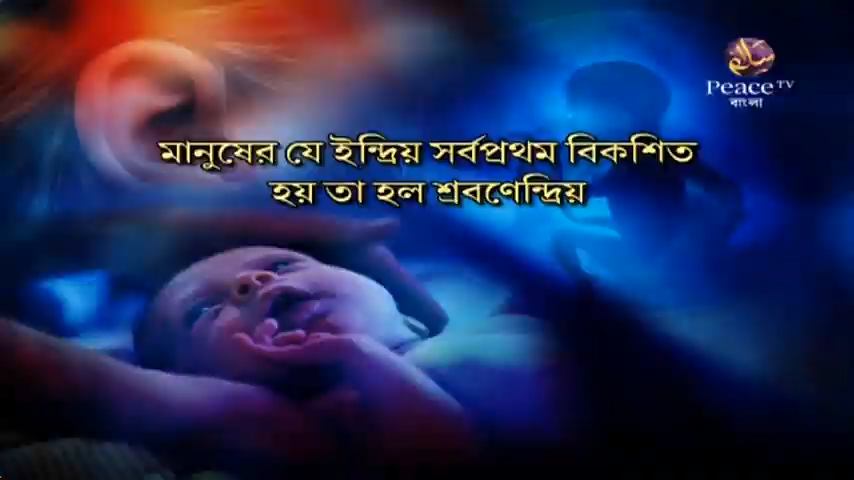 Peace TV
বাংলা
মানুষের যে ইন্দ্রিয় সর্বপ্রথম বিকশিত
হয় তা হল শ্রবণেন্দ্রিয়